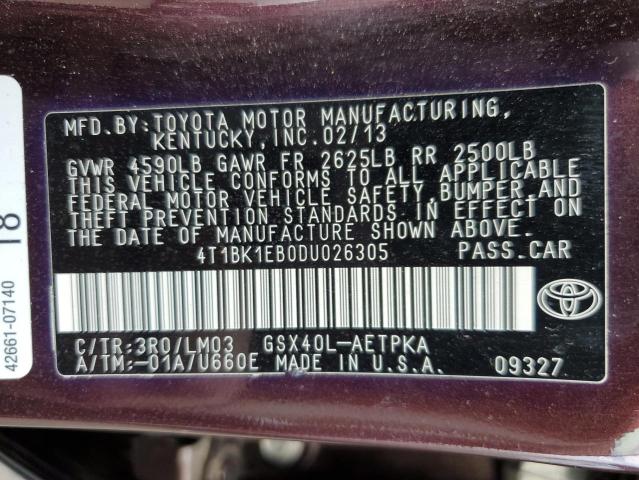 MFD.BY:TOYOTA MOTOR MANUFACTURING,
KENTUCKY, INC. 02/13
GVWR 4590LB GAWR FR 2625LB RR 2500LB
THIS VEHICLE CONFORMS TO ALL APPLICABLE
FEDERAL MOTOR VEHICLE SAFETY,BUMPER AND
THEFT PREVENTION STANDARDS IN EFFECT ON
THE DATE OF MANUFACTURE SHOWN ABOVE.
4T1BK1EB0DU026305 PASS.CAR
C/TR:3R0/LM03 GSX40L-AETPKA
A/TM:-01A/U660E MADE IN U.S.A. 09327
42661-07140
18